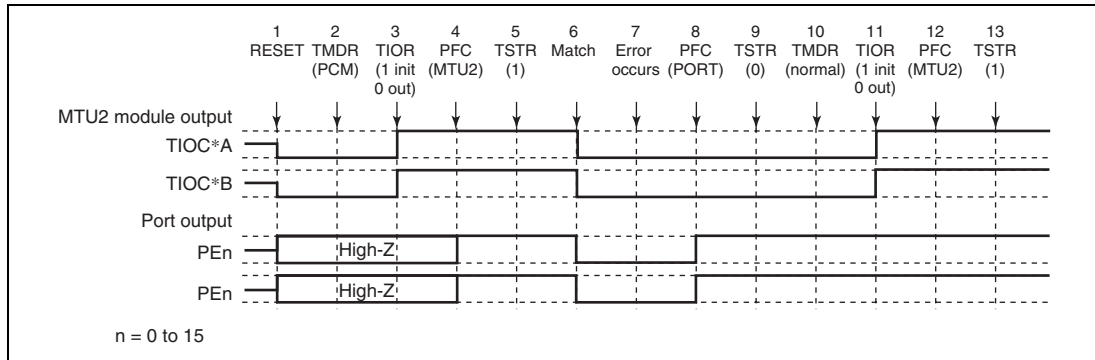 1 2 3 4 5 6 7 8 9 10 11 12 13
RESET TMDR TIOR PFC TSTR Match Error PFC TSTR TMDR TIOR PFC TSTR
(PCM) (1 init (MTU2) (1) occurs (PORT) (0) (normal) (1 init (MTU2) (1)
0 out) 0 out)
MTU2 module output
TIOC*A
TIOC*B
Port output
PEn High-Z
PEn High-Z
n = 0 to 15